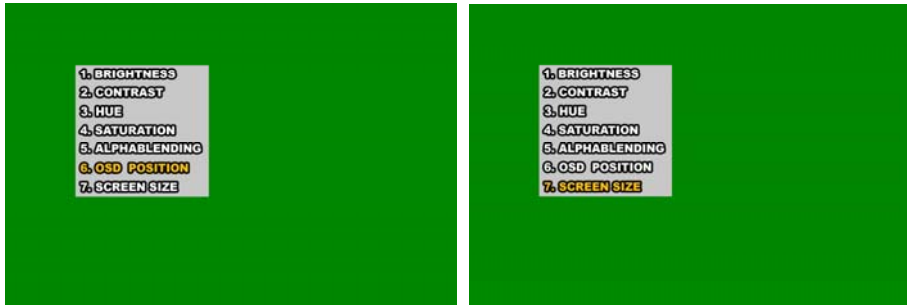 1. BRIGHTNESS
2. CONTRAST
3. HUE
4. SATURATION
5. ALPHABLENDING
6. OSD POSITION
7. SCREEN SIZE
1. BRIGHTNESS
2. CONTRAST
3. HUE
4. SATURATION
5. ALPHABLENDING
6. OSD POSITION
7. SCREEN SIZE